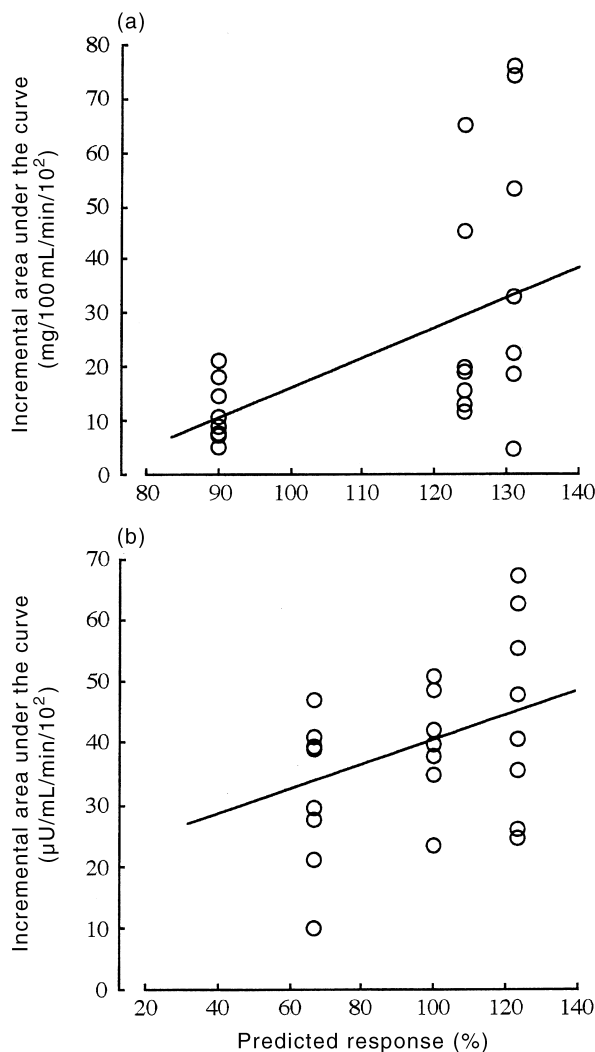 (a)
Incremental area under the curve
(mg/100 mL/min/10²)
80
70
60
50
40
30
20
10
0
80 90 100 110 120 130 140
(b)
Incremental area under the curve
(µU/mL/min/10²)
70
60
50
40
30
20
10
0
20 40 60 80 100 120 140
Predicted response (%)